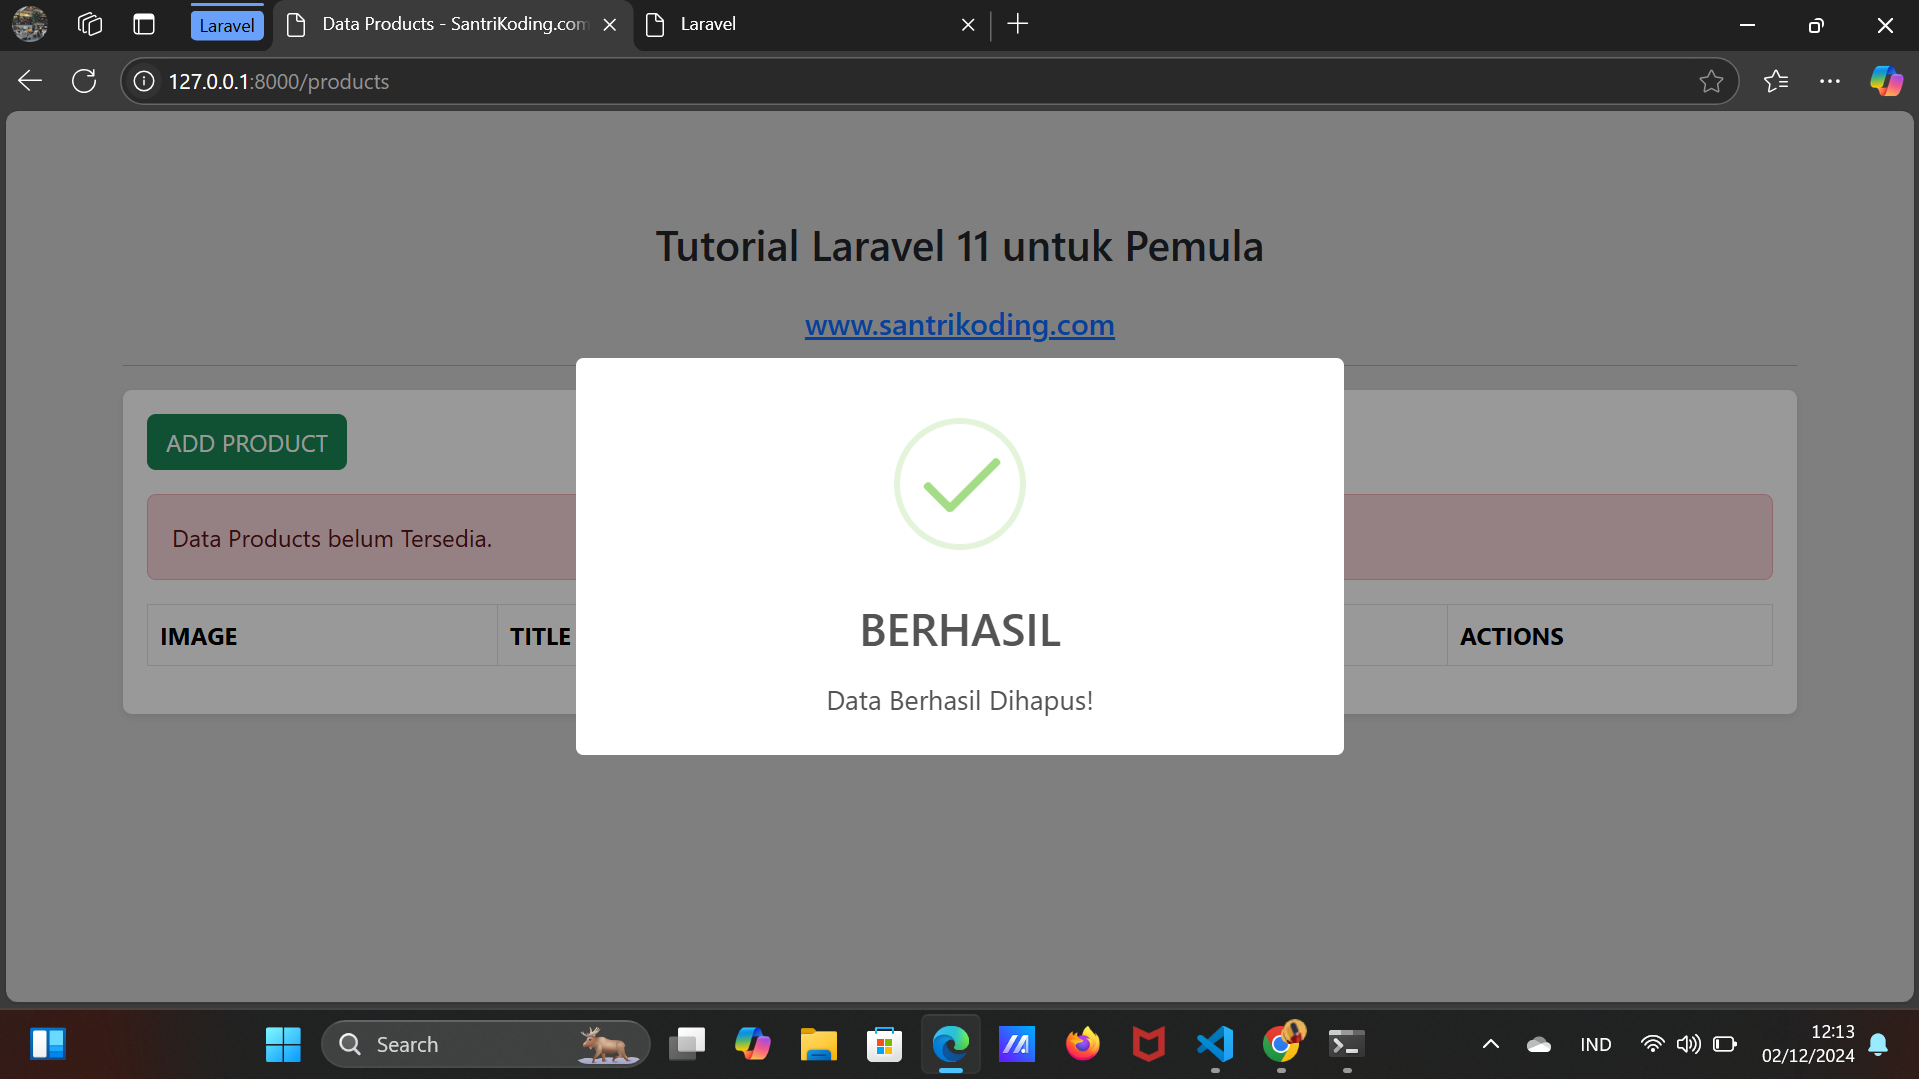 Laravel
Data Products - SantriKoding.com
Laravel
127.0.0.1:8000/products
Tutorial Laravel 11 untuk Pemula
www.santrikoding.com
ADD PRODUCT
Data Products belum Tersedia.
IMAGE
TITLE
ACTIONS
BERHASIL
Data Berhasil Dihapus!
Search
IND
12:13
02/12/2024